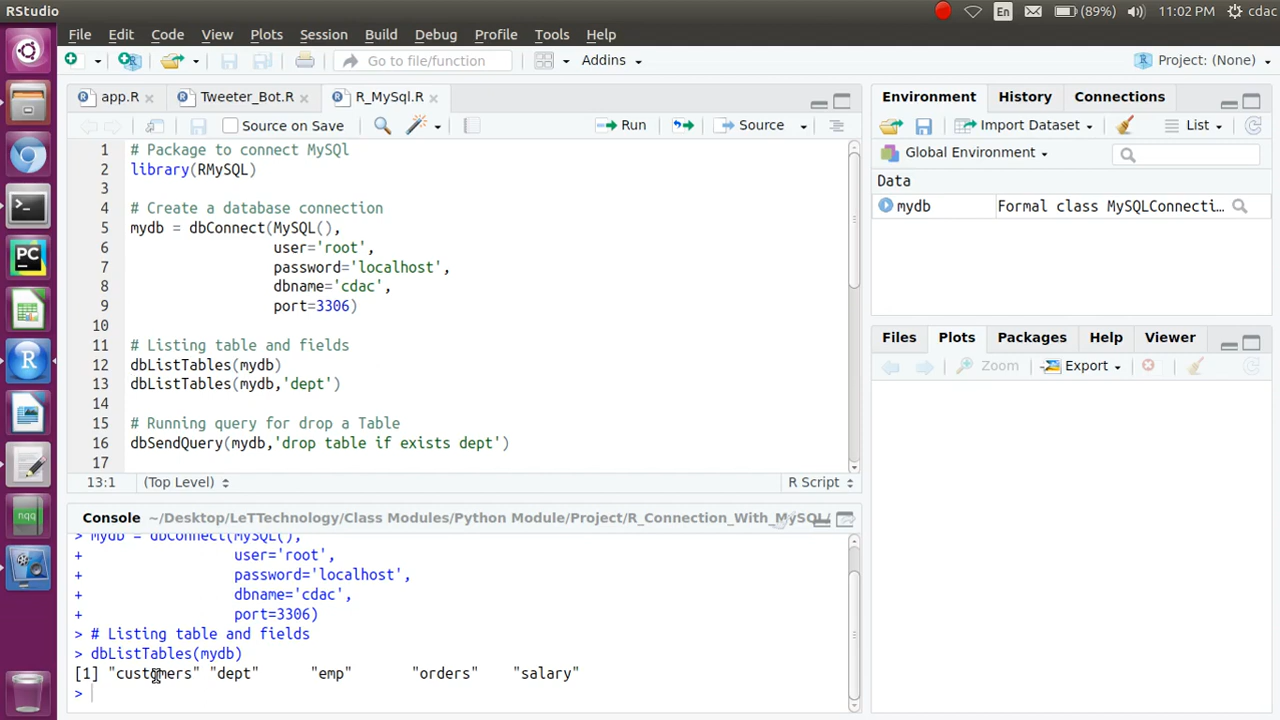 RStudio
En
(89%)
11:02 PM
cdac
File Edit Code View Plots Session Build Debug Profile Tools Help
Go to file/function
Addins
Project: (None)
app.R
Tweeter_Bot.R
R_MySql.R
Source on Save
Run
Source
1 # Package to connect MySQl
2 library(RMySQL)
3
4 # Create a database connection
5 mydb = dbConnect(MySQL(),
6 user='root',
7 password='localhost',
8 dbname='cdac',
9 port=3306)
10
11 # Listing table and fields
12 dbListTables(mydb)
13 dbListTables(mydb,'dept')
14
15 # Running query for drop a Table
16 dbSendQuery(mydb,'drop table if exists dept')
17
13:1 (Top Level) R Script
Console ~/Desktop/LeTTechnology/Class Modules/Python Module/Project/R_Connection_With_MySQL/
> mydb = dbConnect(MySQL(),
+ user='root',
+ password='localhost',
+ dbname='cdac',
+ port=3306)
> # Listing table and fields
> dbListTables(mydb)
[1] "customers" "dept" "emp" "orders" "salary"
>
Environment History Connections
Import Dataset
List
Global Environment
Data
mydb Formal class MySQLConnecti…
Files Plots Packages Help Viewer
Zoom
Export
PC
nqq